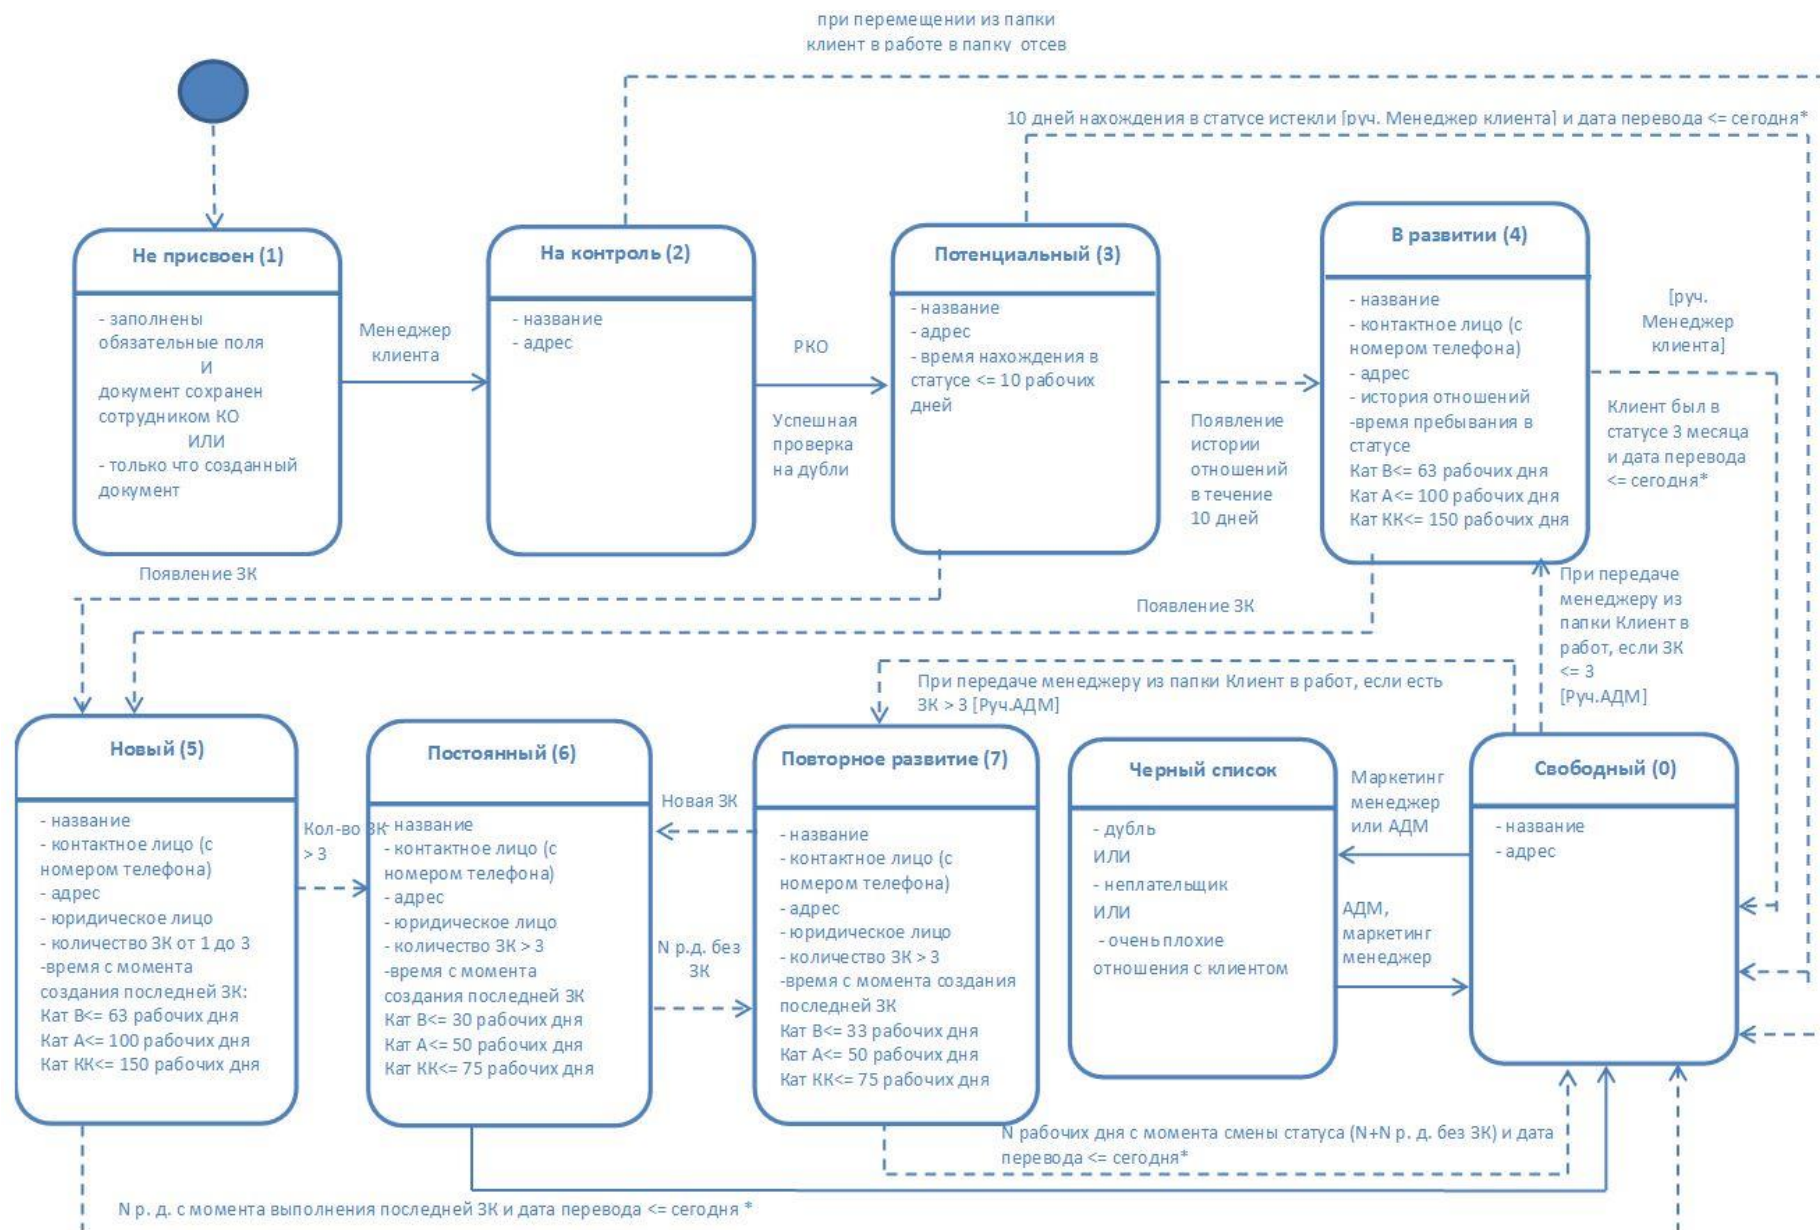 при перемещении из папки
клиент в работе в папку отсев
10 дней нахождения в статусе истекли [руч. Менеджер клиента] и дата перевода <= сегодня*
Не присвоен (1)
- заполнены
обязательные поля
И
документ сохранен
сотрудником КО
ИЛИ
- только что созданный
документ
Менеджер
клиента
На контроль (2)
- название
- адрес
РКО
Успешная
проверка
на дубли
Потенциальный (3)
- название
- адрес
- время нахождения в
статусе <= 10 рабочих
дней
Появление
истории
отношений
в течение
10 дней
В развитии (4)
- название
- контактное лицо (с
номером телефона)
- адрес
- история отношений
-время пребывания в
статусе
Кат В<= 63 рабочих дня
Кат А<= 100 рабочих дня
Кат КК<= 150 рабочих дня
[руч.
Менеджер
клиента]
Клиент был в
статусе 3 месяца
и дата перевода
<= сегодня*
Появление ЗК
Появление ЗК
При передаче
менеджеру из
папки Клиент в
работ, если ЗК
<= 3
[Руч.АДМ]
При передаче менеджеру из папки Клиент в работ, если есть
ЗК > 3 [Руч.АДМ]
Новый (5)
- название
- контактное лицо (с
номером телефона)
- адрес
- юридическое лицо
- количество ЗК от 1 до 3
-время с момента
создания последней ЗК:
Кат В<= 63 рабочих дня
Кат А<= 100 рабочих дня
Кат КК<= 150 рабочих дня
Кол-во ЗК
> 3
Постоянный (6)
- название
- контактное лицо (с
номером телефона)
- адрес
- юридическое лицо
- количество ЗК > 3
-время с момента
создания последней ЗК
Кат В<= 30 рабочих дня
Кат А<= 50 рабочих дня
Кат КК<= 75 рабочих дня
Новая ЗК
N р.д. без
ЗК
Повторное развитие (7)
- название
- контактное лицо (с
номером телефона)
- адрес
- юридическое лицо
- количество ЗК > 3
-время с момента создания
последней ЗК
Кат В<= 33 рабочих дня
Кат А<= 50 рабочих дня
Кат КК<= 75 рабочих дня
Черный список
- дубль
ИЛИ
- неплательщик
ИЛИ
- очень плохие
отношения с клиентом
Маркетинг
менеджер
или АДМ
АДМ,
маркетинг
менеджер
Свободный (0)
- название
- адрес
N рабочих дня с момента смены статуса (N+N р. д. без ЗК) и дата
перевода <= сегодня*
N р. д. с момента выполнения последней ЗК и дата перевода <= сегодня *